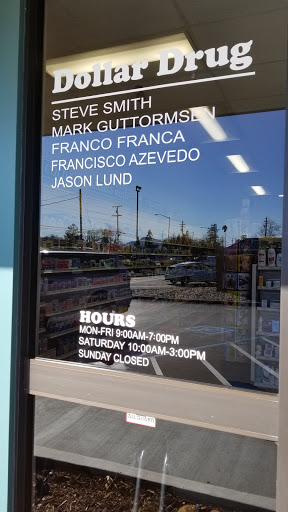 Dollar Drug
STEVE SMITH
MARK GUTTORMSEN
FRANCO FRANCA
FRANCISCO AZEVEDO
JASON LUND
HOURS
MON-FRI 9:00AM-7:00PM
SATURDAY 10:00AM-3:00PM
SUNDAY CLOSED